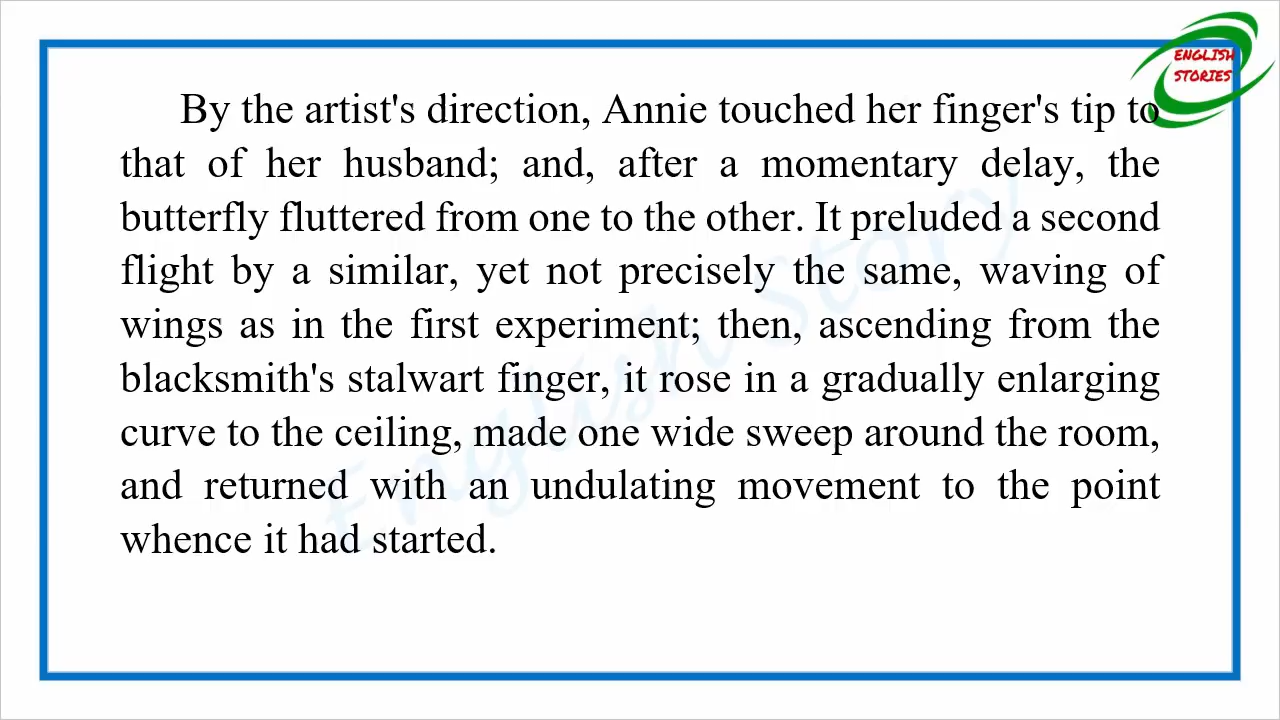 ENGLISH
STORIES
By the artist's direction, Annie touched her finger's tip to
that of her husband; and, after a momentary delay, the
butterfly fluttered from one to the other. It preluded a second
flight by a similar, yet not precisely the same, waving of
wings as in the first experiment; then, ascending from the
blacksmith's stalwart finger, it rose in a gradually enlarging
curve to the ceiling, made one wide sweep around the room,
and returned with an undulating movement to the point
whence it had started.
English Story